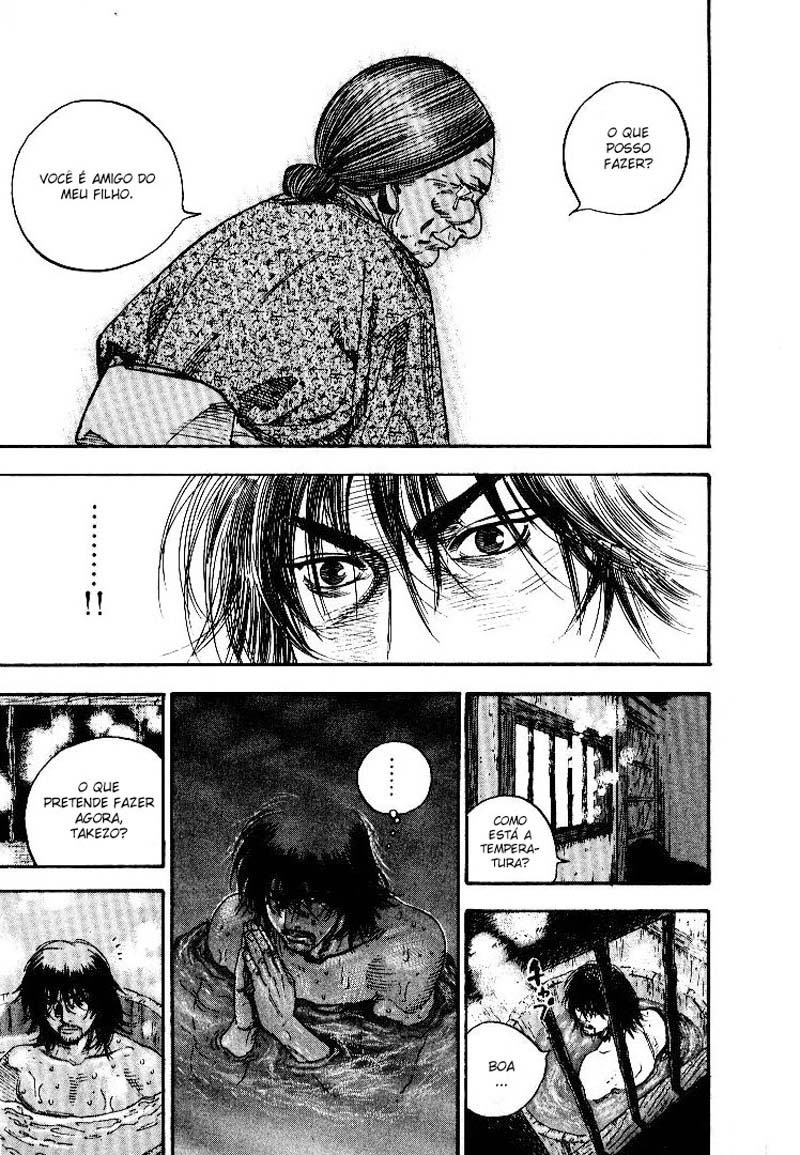 O QUE
POSSO
FAZER?
VOCÊ É AMIGO DO
MEU FILHO.
........!!
COMO
ESTÁ A
TEMPERA-
TURA?
BOA
...
......
O QUE
PRETENDE FAZER
AGORA,
TAKEZO?